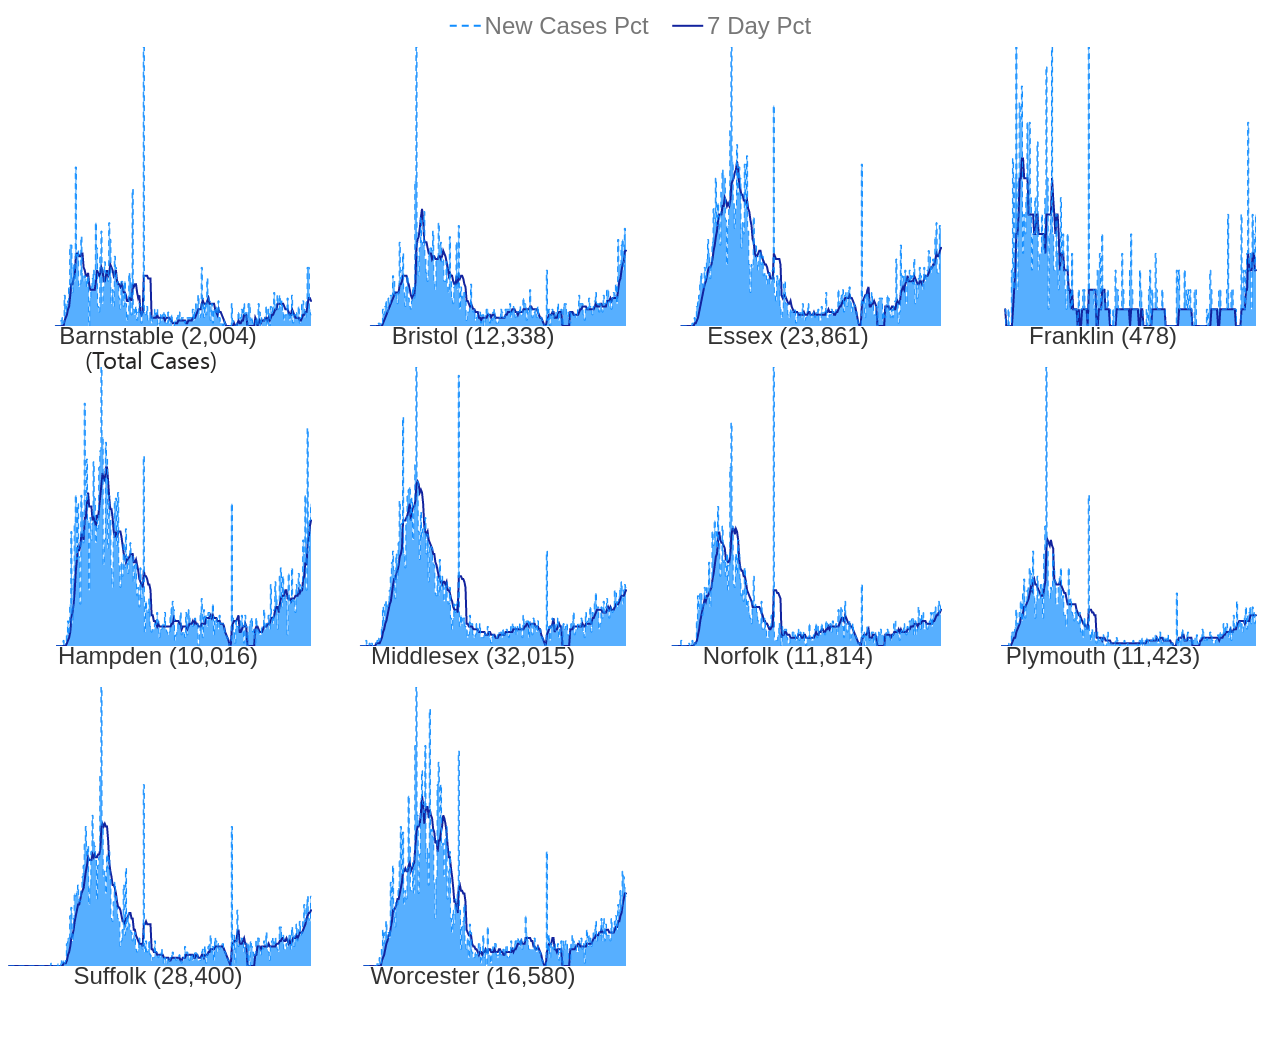 New Cases Pct 7 Day Pct
Barnstable (2,004) Bristol (12,338) Essex (23,861) Franklin (478)
(Total Cases)
Hampden (10,016) Middlesex (32,015) Norfolk (11,814) Plymouth (11,423)
Suffolk (28,400) Worcester (16,580)